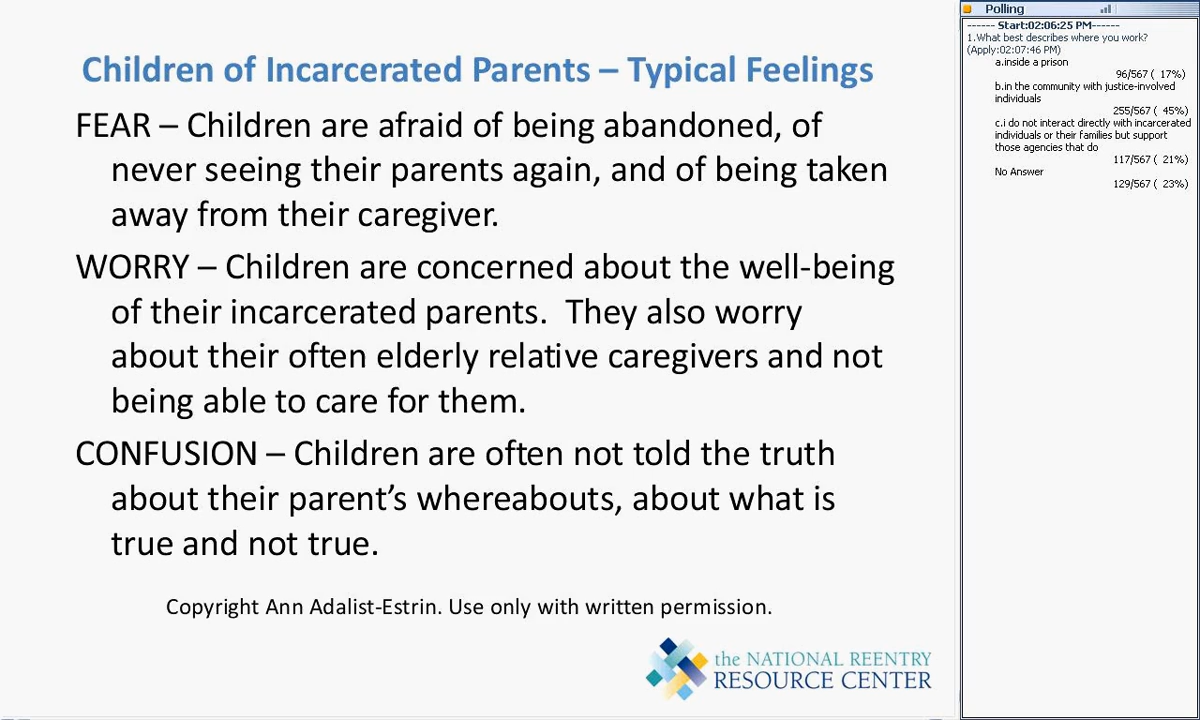 Children of Incarcerated Parents – Typical Feelings
FEAR – Children are afraid of being abandoned, of
never seeing their parents again, and of being taken
away from their caregiver.
WORRY – Children are concerned about the well-being
of their incarcerated parents.  They also worry
about their often elderly relative caregivers and not
being able to care for them.
CONFUSION – Children are often not told the truth
about their parent’s whereabouts, about what is
true and not true.
Copyright Ann Adalist-Estrin. Use only with written permission.
the NATIONAL REENTRY
RESOURCE CENTER
Polling
------ Start:02:06:25 PM------
1.What best describes where you work?
(Apply:02:07:46 PM)
a.inside a prison
96/567 ( 17%)
b.in the community with justice-involved
individuals
255/567 ( 45%)
c.i do not interact directly with incarcerated
individuals or their families but support
those agencies that do
117/567 ( 21%)
No Answer
129/567 ( 23%)